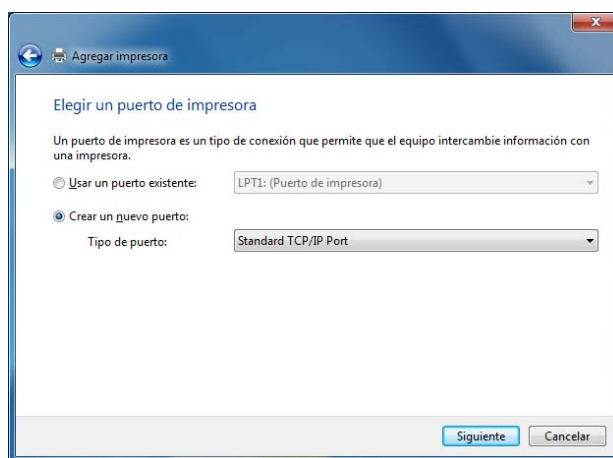 Agregar impresora
Elegir un puerto de impresora
Un puerto de impresora es un tipo de conexión que permite que el equipo intercambie información con
una impresora.
Usar un puerto existente: LPT1: (Puerto de impresora)
Crear un nuevo puerto:
Tipo de puerto: Standard TCP/IP Port
Siguiente Cancelar